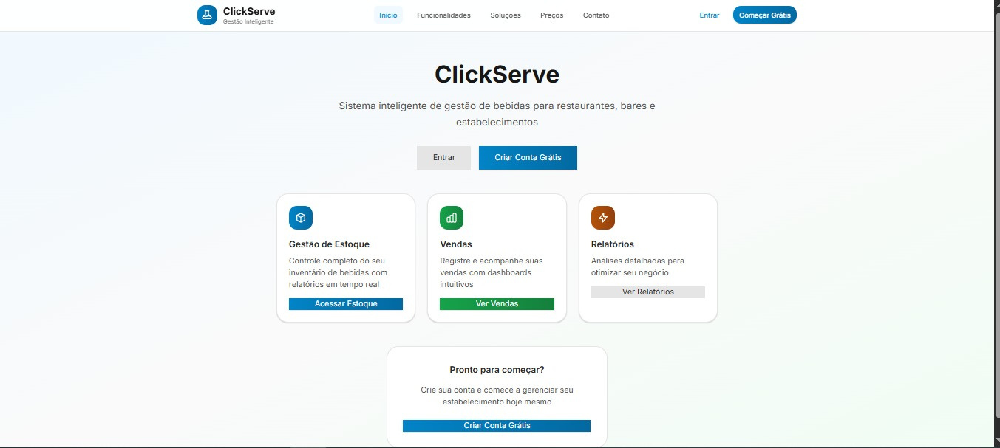 ClickServe
Gestão Inteligente
Início
Funcionalidades
Soluções
Preços
Contato
Entrar
Começar Grátis
ClickServe
Sistema inteligente de gestão de bebidas para restaurantes, bares e
estabelecimentos
Entrar
Criar Conta Grátis
Gestão de Estoque
Controle completo do seu
inventário de bebidas com
relatórios em tempo real
Acessar Estoque
Vendas
Registre e acompanhe suas
vendas com dashboards
intuitivos
Ver Vendas
Relatórios
Análises detalhadas para
otimizar seu negócio
Ver Relatórios
Pronto para começar?
Crie sua conta e comece a gerenciar seu
estabelecimento hoje mesmo
Criar Conta Grátis